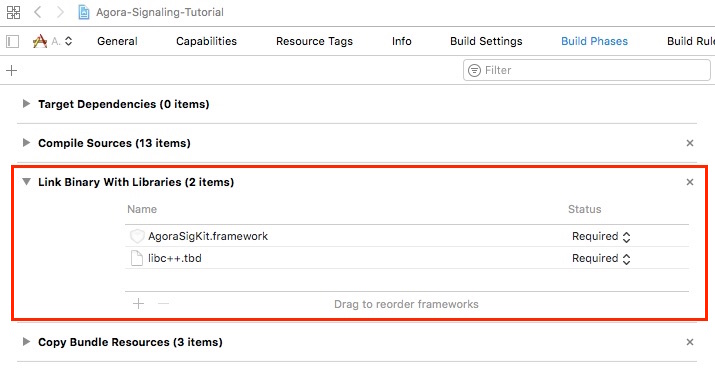 Agora-Signaling-Tutorial
A.
General Capabilities Resource Tags Info Build Settings Build Phases Build Rule
Filter
Target Dependencies (0 items)
Compile Sources (13 items)
Link Binary With Libraries (2 items)
Name Status
AgoraSigKit.framework Required
libc++.tbd Required
Drag to reorder frameworks
Copy Bundle Resources (3 items)